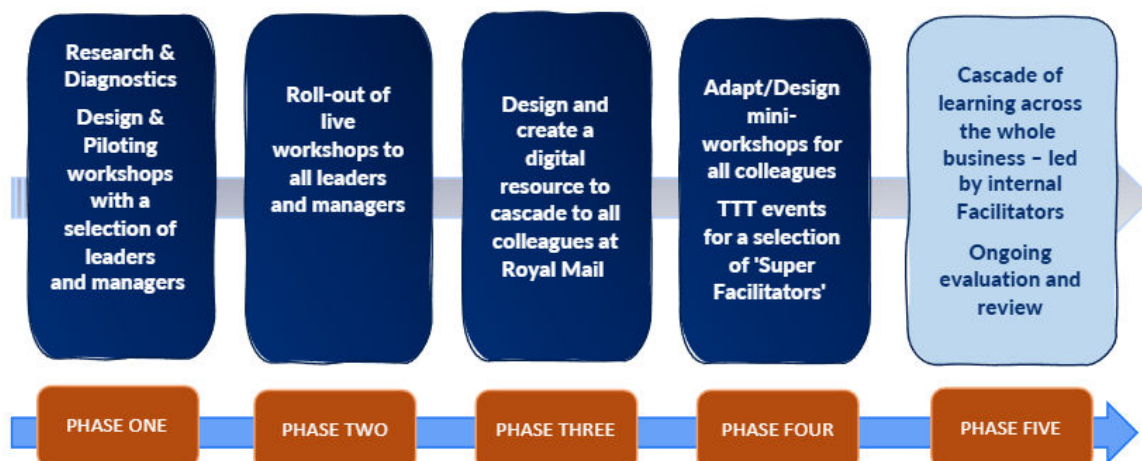 Research &
Diagnostics
Design &
Piloting
workshops
with a
selection of
leaders
and managers
Roll-out of
live
workshops to
all leaders
and managers
Design and
create a
digital
resource to
cascade to all
colleagues at
Royal Mail
Adapt/Design
mini-
workshops for
all colleagues
TTT events
for a selection
of 'Super
Facilitators'
Cascade of
learning across
the whole
business – led
by internal
Facilitators
Ongoing
evaluation and
review
PHASE ONE
PHASE TWO
PHASE THREE
PHASE FOUR
PHASE FIVE